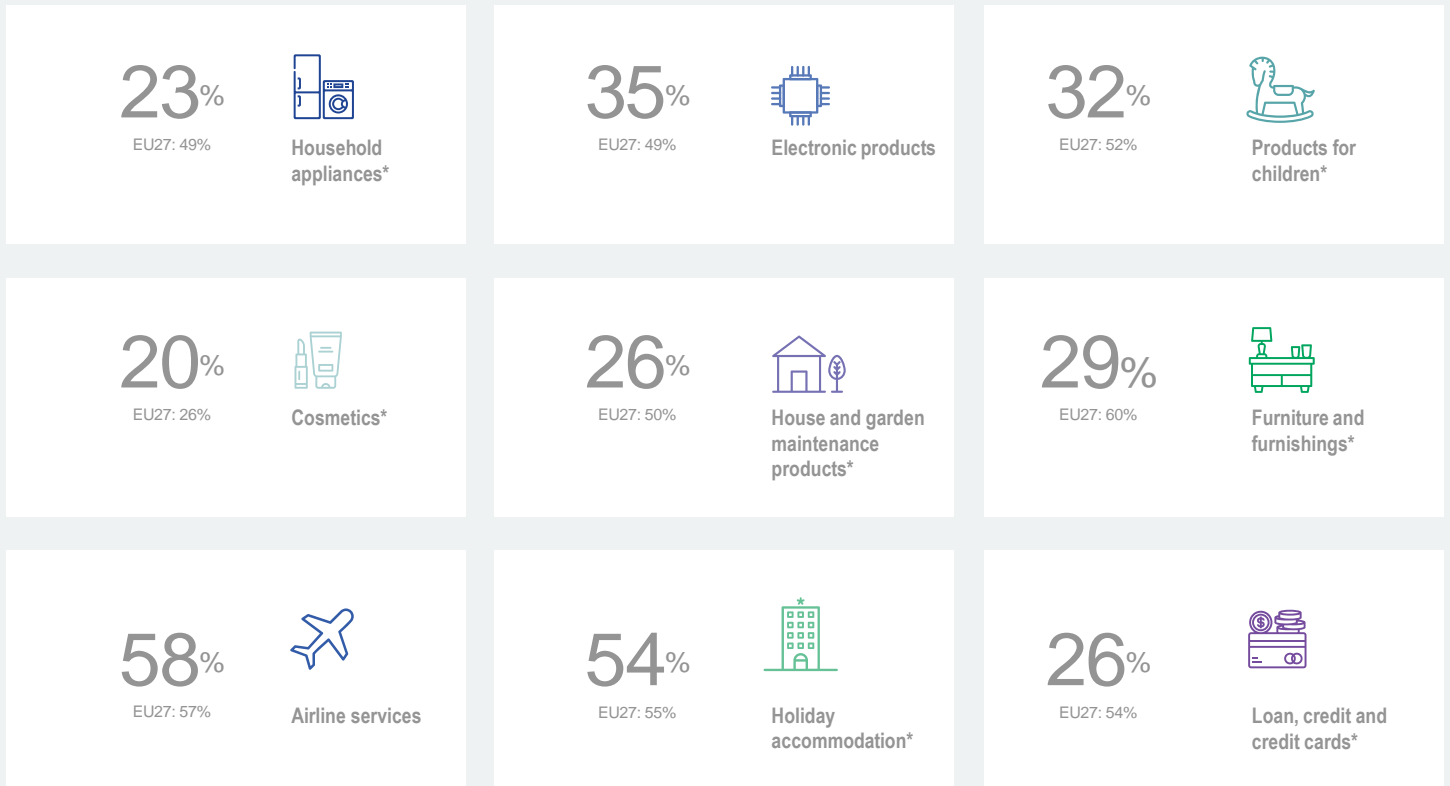 23%
EU27: 49%
Household
appliances*
35%
EU27: 49%
Electronic products
32%
EU27: 52%
Products for
children*
20%
EU27: 26%
Cosmetics*
26%
EU27: 50%
House and garden
maintenance
products*
29%
EU27: 60%
Furniture and
furnishings*
58%
EU27: 57%
Airline services
54%
EU27: 55%
Holiday
accommodation*
$
26%
EU27: 54%
Loan, credit and
credit cards*